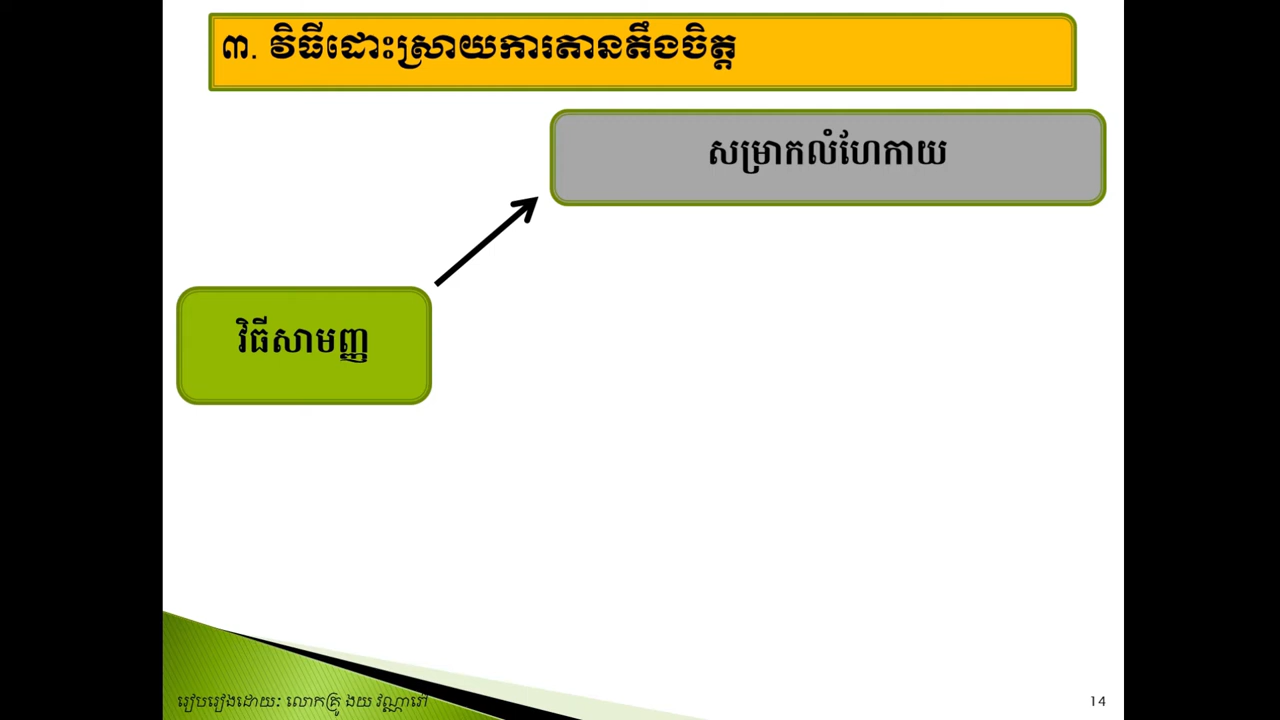 ៣. វិធីដោះស្រាយការតានតឹងចិត្ត
សម្រាកលំហែកាយ
វិធីសាមញ្ញ
រៀបរៀងដោយ: លោកគ្រូ ងយ វណ្ណាភៅ
14